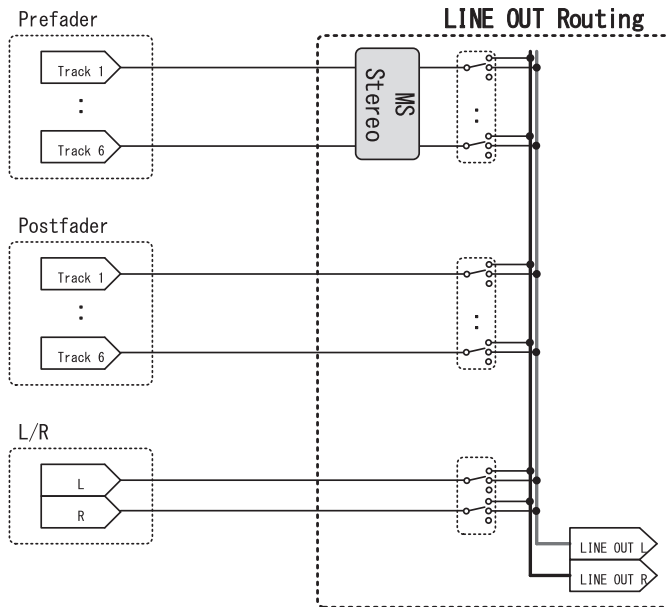 LINE OUT Routing
Prefader
Track 1
:
Track 6
MS
Stereo
:
Postfader
Track 1
:
Track 6
:
L/R
L
R
LINE OUT L
LINE OUT R